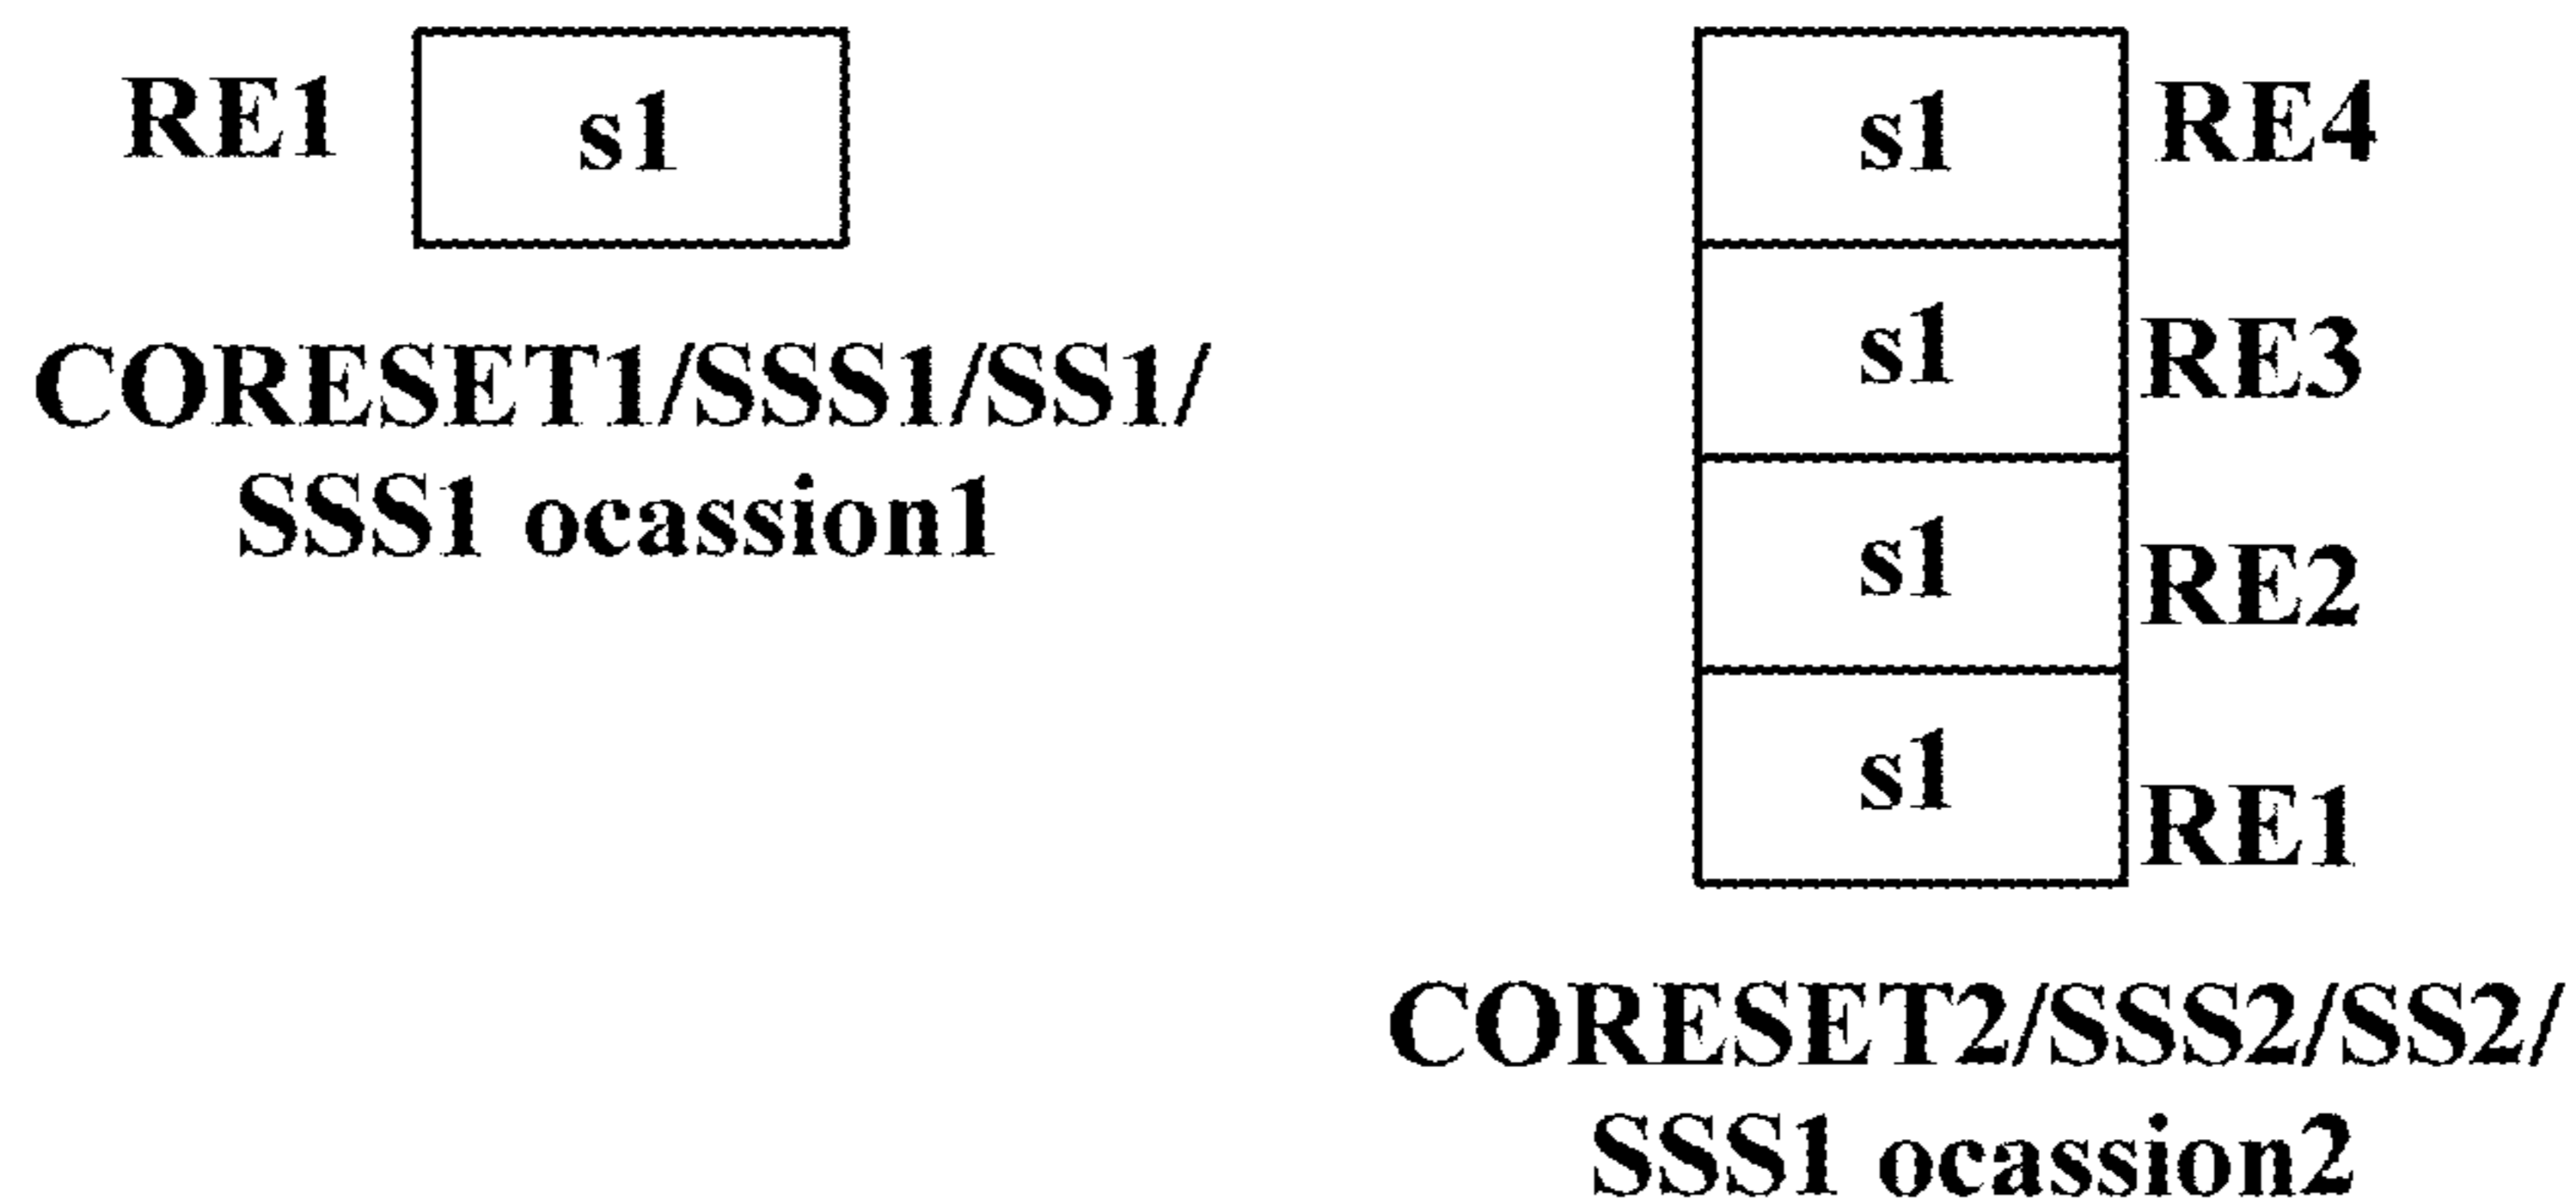 RE1 s1
CORESET1/SSS1/SS1/
SSS1 ocassion1
s1 RE4
s1 RE3
s1 RE2
s1 RE1
CORESET2/SSS2/SS2/
SSS1 ocassion2